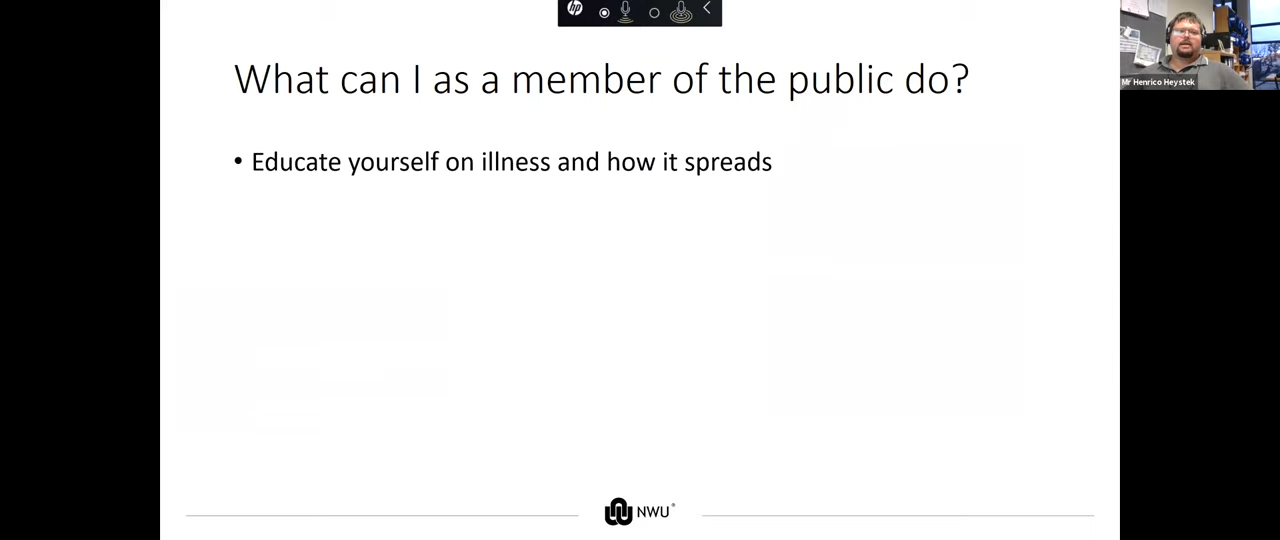 hp
What can I as a member of the public do?
Mr Henrico Heystek
• Educate yourself on illness and how it spreads
NWU®